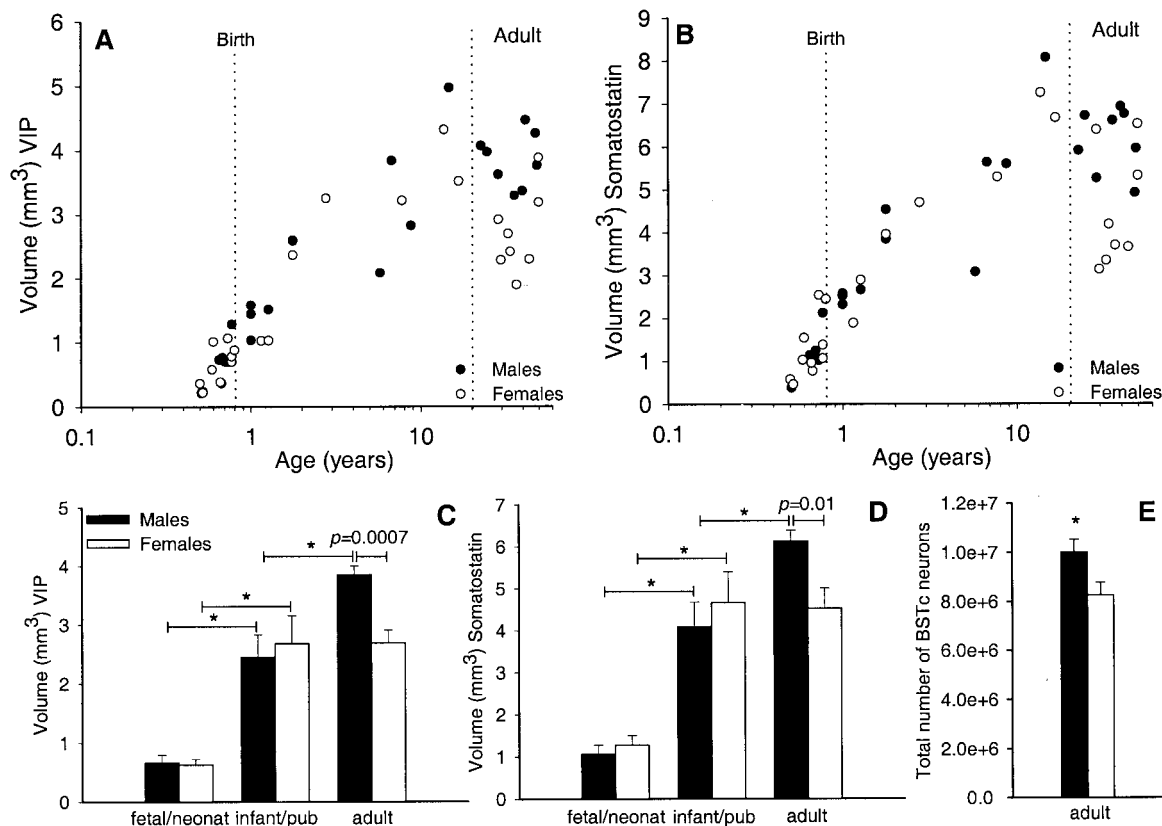 A
Birth
Adult
Volume (mm3) VIP
6
5
4
3
2
1
0
Males
Females
0.1
1
10
Age (years)
B
Birth
Adult
Volume (mm3) Somatostatin
9
8
7
6
5
4
3
2
1
0
Males
Females
0.1
1
10
Age (years)
C
Males
Females
Volume (mm3) VIP
5
4
3
2
1
0
*
*
*
p=0.0007
fetal/neonat infant/pub adult
D
Volume (mm3) Somatostatin
7
6
5
4
3
2
1
0
*
*
*
p=0.01
fetal/neonat infant/pub adult
E
Total number of BSTc neurons
1.2e+7
1.0e+7
8.0e+6
6.0e+6
4.0e+6
2.0e+6
0
*
adult